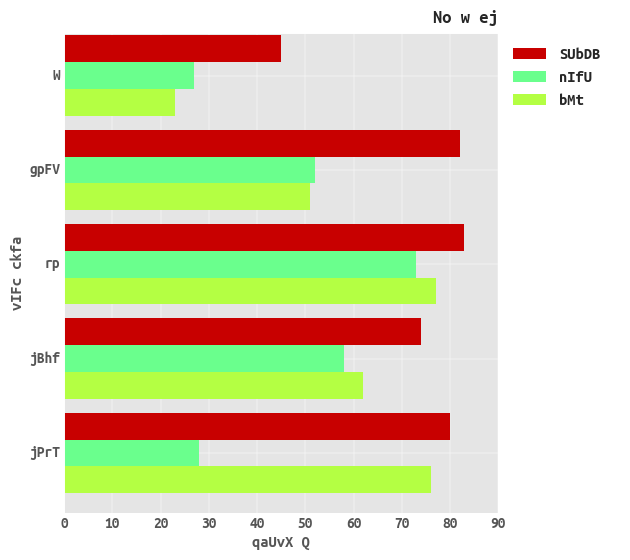 No w ej
SUbDB
nIfU
bMt
W
gpFV
rp
jBhf
jPrT
vIFc ckfa
0 10 20 30 40 50 60 70 80 90
qaUvX Q